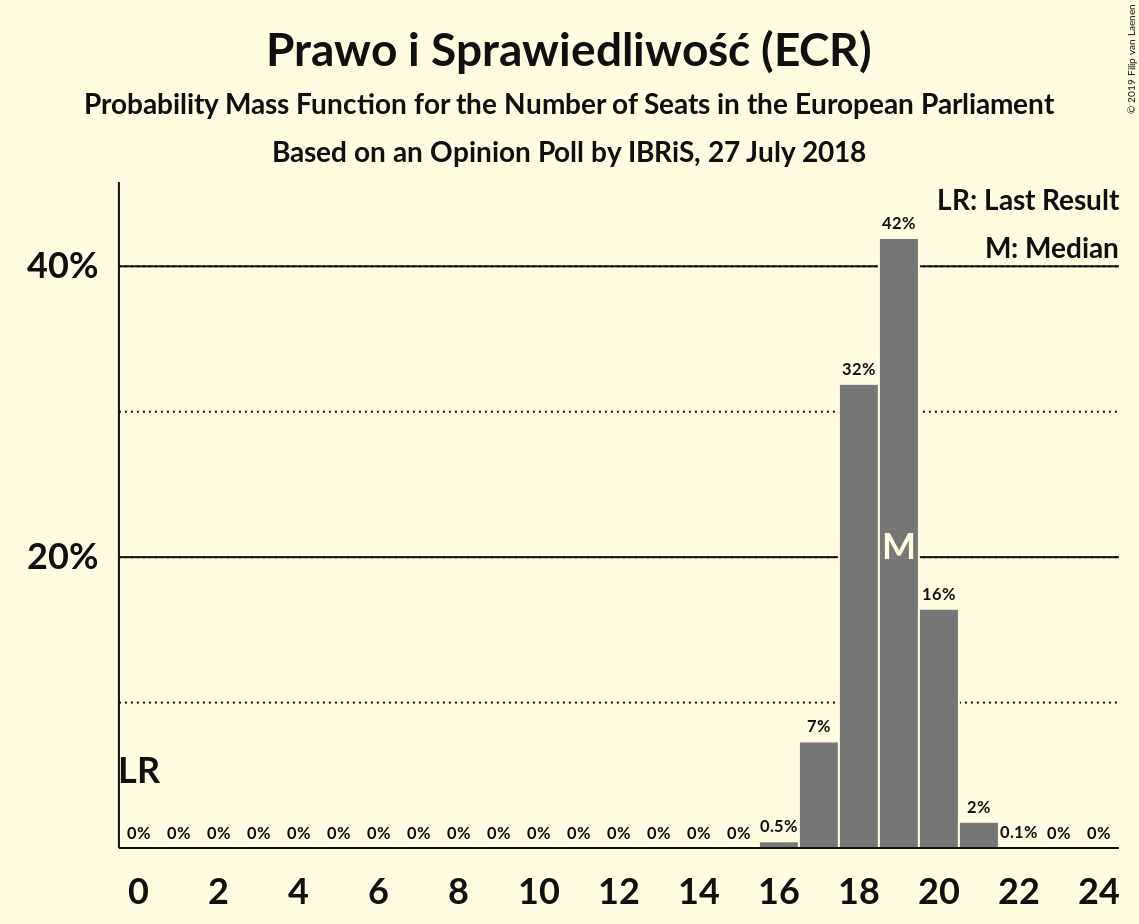 Prawo i Sprawiedliwość (ECR)
Probability Mass Function for the Number of Seats in the European Parliament
Based on an Opinion Poll by IBRiS, 27 July 2018
© 2019 Filip van Laenen
LR: Last Result
M: Median
42%
40%
32%
20%
M
16%
7%
LR
2%
0% 0% 0% 0% 0% 0% 0% 0% 0% 0% 0% 0% 0% 0% 0% 0% 0.5% 0.1% 0% 0%
0 2 4 6 8 10 12 14 16 18 20 22 24